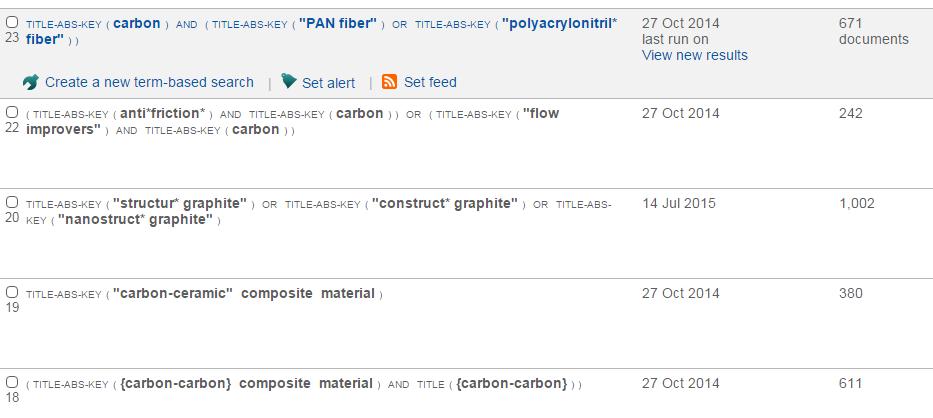 23 TITLE-ABS-KEY ( carbon ) AND ( TITLE-ABS-KEY ( "PAN fiber" ) OR TITLE-ABS-KEY ( "polyacrylonitril* 27 Oct 2014 671
fiber" ) ) last run on documents
View new results
Create a new term-based search | Set alert | Set feed
22 ( TITLE-ABS-KEY ( anti*friction* ) AND TITLE-ABS-KEY ( carbon ) ) OR ( TITLE-ABS-KEY ( "flow 27 Oct 2014 242
improvers" ) AND TITLE-ABS-KEY ( carbon ) )
20 TITLE-ABS-KEY ( "structur* graphite" ) OR TITLE-ABS-KEY ( "construct* graphite" ) OR TITLE-ABS- 14 Jul 2015 1,002
KEY ( "nanostruct* graphite" )
19 TITLE-ABS-KEY ( "carbon-ceramic" composite material ) 27 Oct 2014 380
18 ( TITLE-ABS-KEY ( {carbon-carbon} composite material ) AND TITLE ( {carbon-carbon} ) ) 27 Oct 2014 611